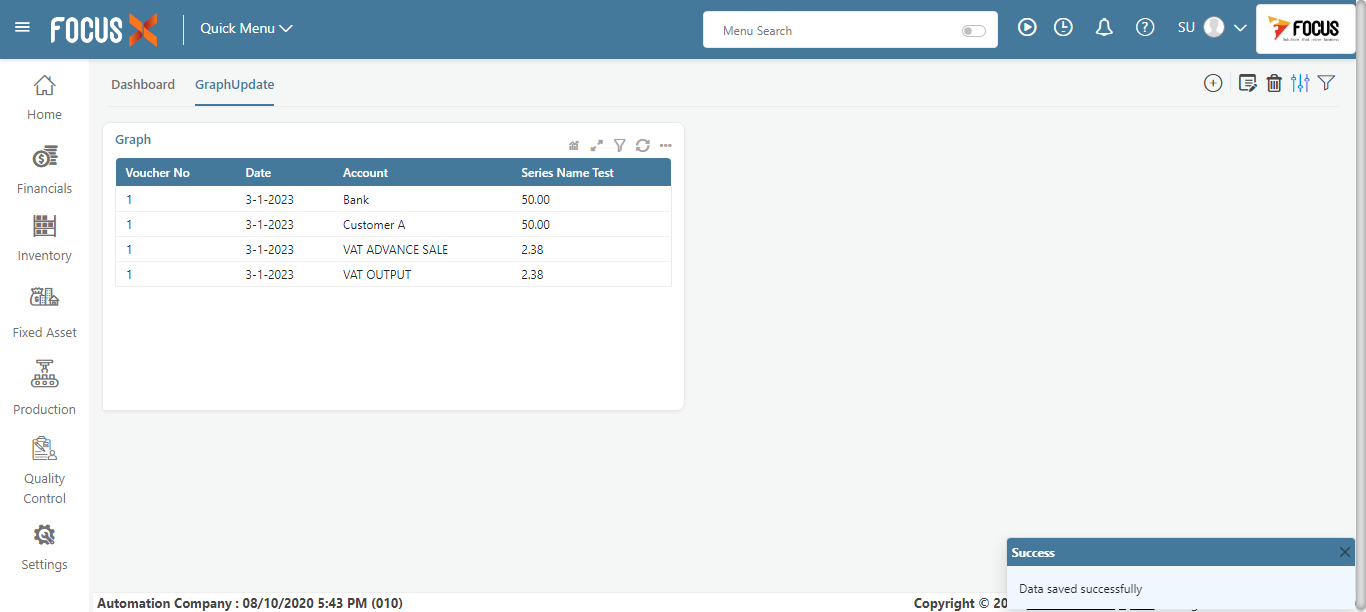 FOCUS X
Quick Menu
Menu Search
SU
FOCUS
Home
Financials
Inventory
Fixed Asset
Production
Quality
Control
Settings
Dashboard
GraphUpdate
Graph
Voucher No Date Account Series Name Test
1 3-1-2023 Bank 50.00
1 3-1-2023 Customer A 50.00
1 3-1-2023 VAT ADVANCE SALE 2.38
1 3-1-2023 VAT OUTPUT 2.38
Success
Data saved successfully
Automation Company : 08/10/2020 5:43 PM (010)
Copyright © 20